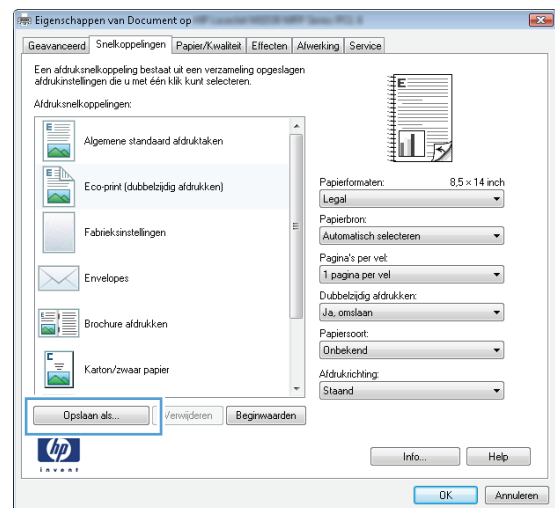 Eigenschappen van Document op
Geavanceerd Snelkoppelingen Papier/Kwaliteit Effecten Afwerking Service
Een afdruksnelkoppeling bestaat uit een verzameling opgeslagen
afdrukinstellingen die u met één klik kunt selecteren.
Afdruksnelkoppelingen:
Algemene standaard afdruktaken
Eco-print (dubbelzijdig afdrukken)
Fabrieksinstellingen
Envelopes
Brochure afdrukken
Karton/zwaar papier
Opslaan als... Verwijderen Beginwaarden
E
Papierformaten: 8,5 × 14 inch
Legal
Papierbron:
Automatisch selecteren
Pagina's per vel:
1 pagina per vel
Dubbelzijdig afdrukken:
Ja, omslaan
Papiersoort:
Onbekend
Afdrukrichting:
Staand
hp
invent
Info... Help
OK Annuleren